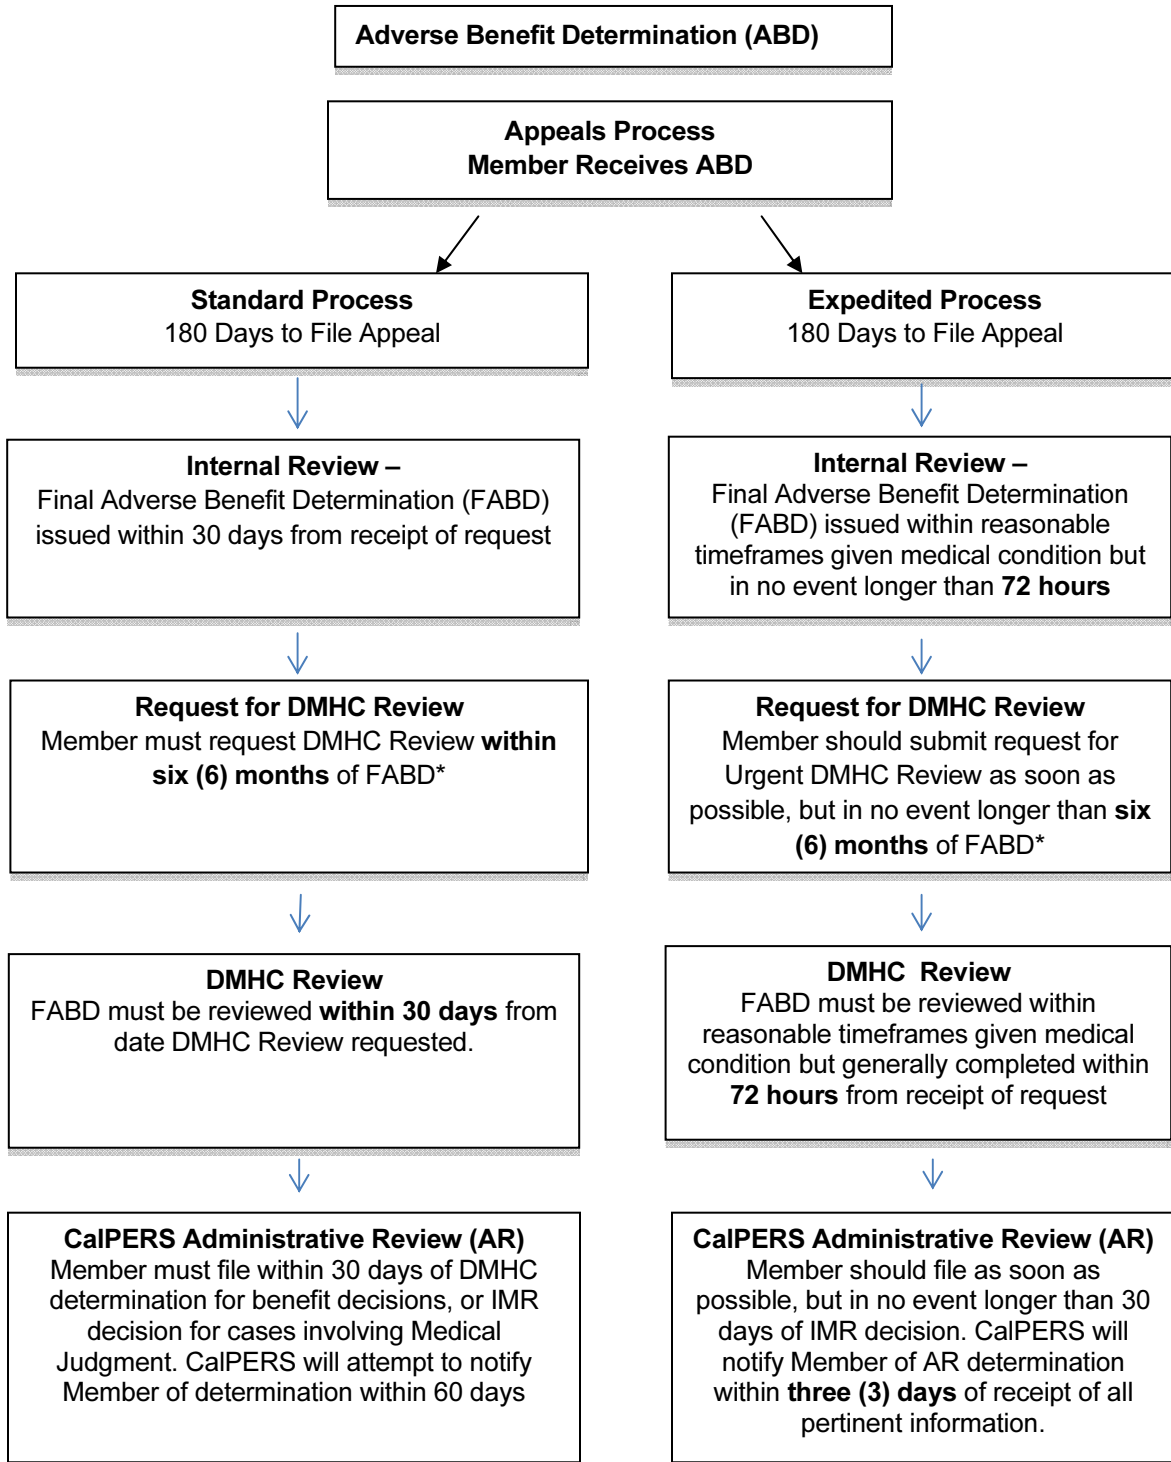 Adverse Benefit Determination (ABD)
Appeals Process
Member Receives ABD
Standard Process
180 Days to File Appeal
Internal Review –
Final Adverse Benefit Determination (FABD)
issued within 30 days from receipt of request
Request for DMHC Review
Member must request DMHC Review within
six (6) months of FABD*
DMHC Review
FABD must be reviewed within 30 days from
date DMHC Review requested.
CalPERS Administrative Review (AR)
Member must file within 30 days of DMHC
determination for benefit decisions, or IMR
decision for cases involving Medical
Judgment. CalPERS will attempt to notify
Member of determination within 60 days
Expedited Process
180 Days to File Appeal
Internal Review –
Final Adverse Benefit Determination
(FABD) issued within reasonable
timeframes given medical condition but
in no event longer than 72 hours
Request for DMHC Review
Member should submit request for
Urgent DMHC Review as soon as
possible, but in no event longer than six
(6) months of FABD*
DMHC  Review
FABD must be reviewed within
reasonable timeframes given medical
condition but generally completed within
72 hours from receipt of request
CalPERS Administrative Review (AR)
Member should file as soon as
possible, but in no event longer than 30
days of IMR decision. CalPERS will
notify Member of AR determination
within three (3) days of receipt of all
pertinent information.